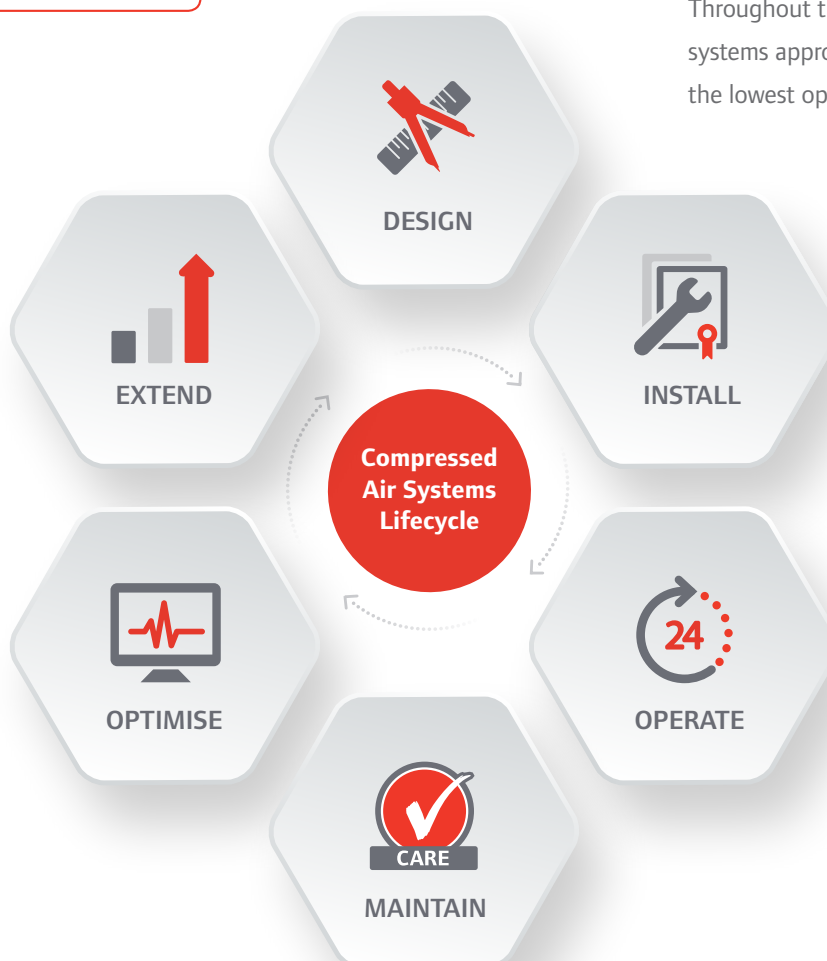 Throughout t
systems appro
the lowest op
DESIGN
EXTEND
INSTALL
Compressed
Air Systems
Lifecycle
OPTIMISE
24
OPERATE
CARE
MAINTAIN